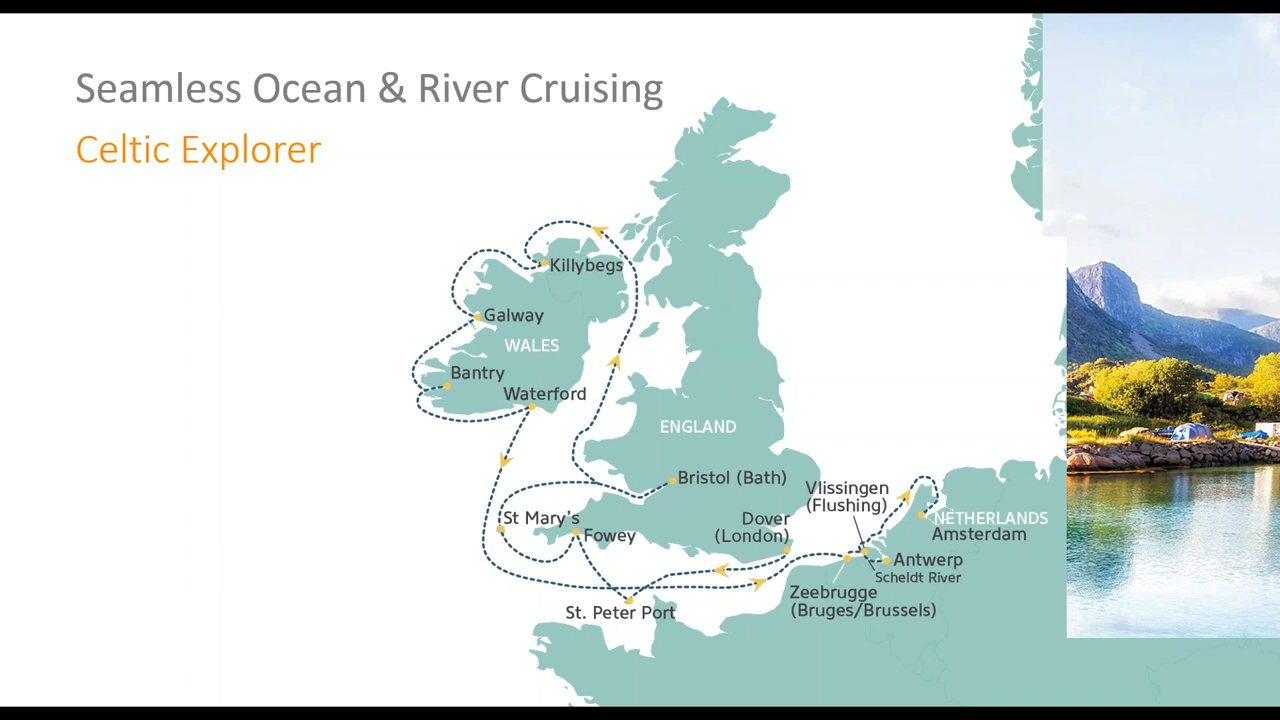 Seamless Ocean & River Cruising
Celtic Explorer
Killybegs
Galway
WALES
Bantry
Waterford
ENGLAND
Bristol (Bath)
Vlissingen
(Flushing)
St Mary's
Dover
(London)
Fowey
NETHERLANDS
Amsterdam
Antwerp
Scheldt River
Zeebrugge
(Bruges/Brussels)
St. Peter Port